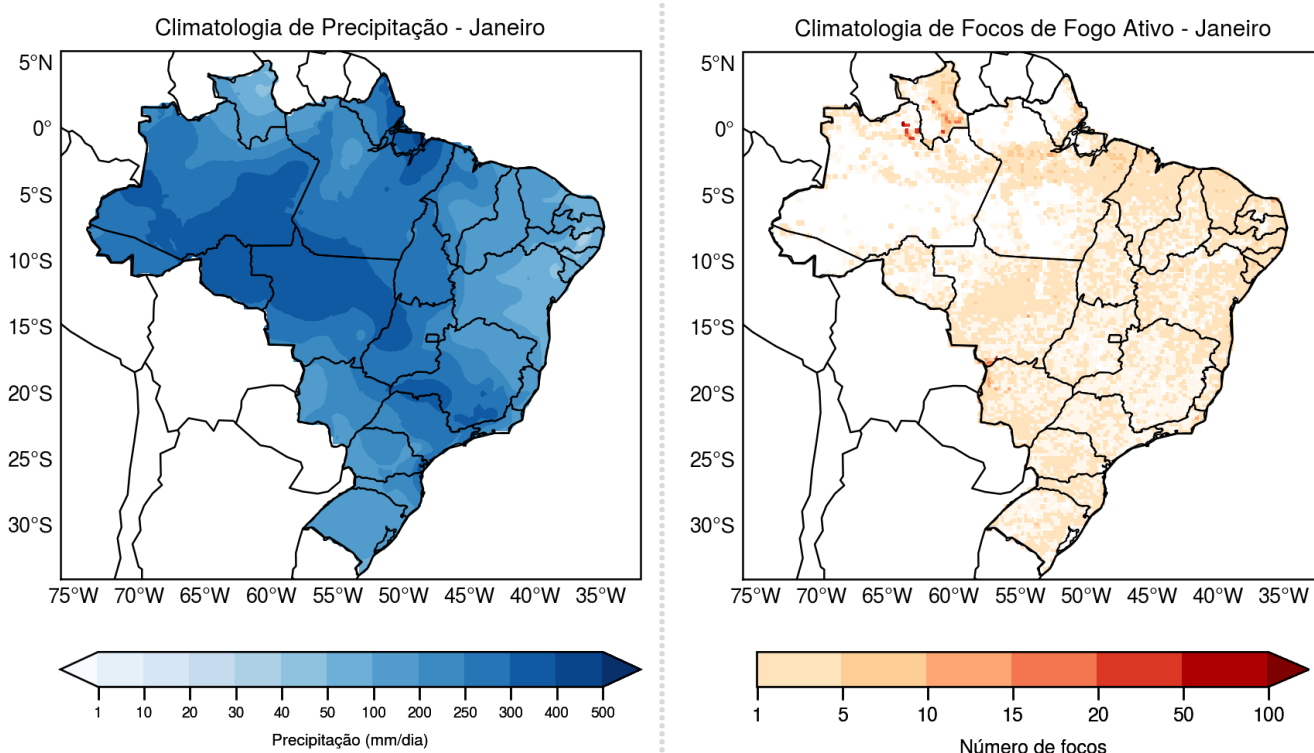 Climatologia de Precipitação - Janeiro
5°N
0°
5°S
10°S
15°S
20°S
25°S
30°S
75°W 70°W 65°W 60°W 55°W 50°W 45°W 40°W 35°W
1 10 20 30 40 50 100 200 250 300 400 500
Precipitação (mm/dia)
Climatologia de Focos de Fogo Ativo - Janeiro
5°N
0°
5°S
10°S
15°S
20°S
25°S
30°S
75°W 70°W 65°W 60°W 55°W 50°W 45°W 40°W 35°W
1 5 10 15 20 50 100
Número de focos